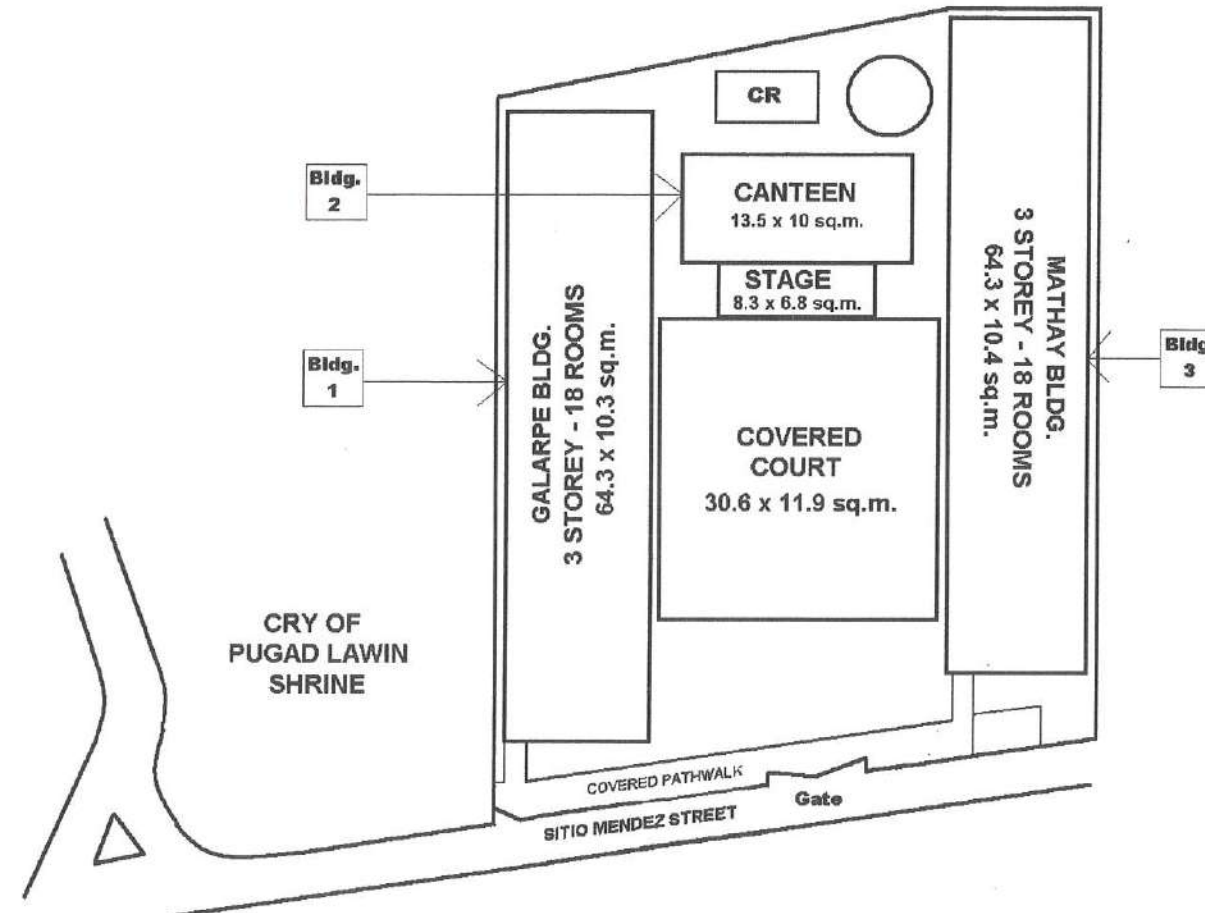 CR
Bldg.
2
CANTEEN
13.5 x 10 sq.m.
STAGE
8.3 x 6.8 sq.m.
Bldg.
1
GALARPE BLDG.
3 STOREY - 18 ROOMS
64.3 x 10.3 sq.m.
COVERED
COURT
30.6 x 11.9 sq.m.
MATHAY BLDG.
3 STOREY - 18 ROOMS
64.3 x 10.4 sq.m.
Bldg
3
CRY OF
PUGAD LAWIN
SHRINE
COVERED PATHWALK
Gate
SITIO MENDEZ STREET